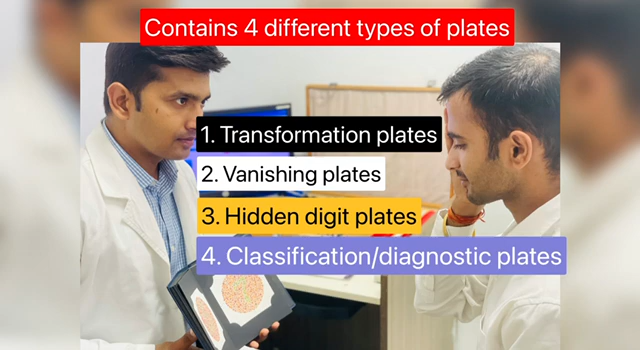 Contains 4 different types of plates
1. Transformation plates
2. Vanishing plates
3. Hidden digit plates
4. Classification/diagnostic plates